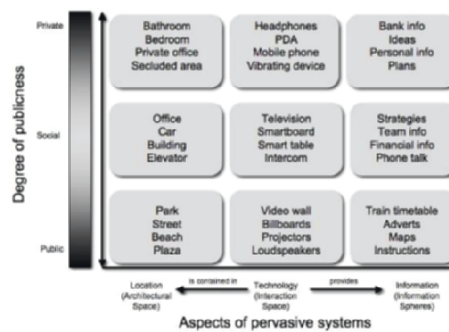 Private
Bathroom
Bedroom
Private office
Secluded area
Headphones
PDA
Mobile phone
Vibrating device
Bank info
Ideas
Personal info
Plans
Degree of publicness
Social
Office
Car
Building
Elevator
Television
Smartboard
Smart table
Intercom
Strategies
Team info
Financial info
Phone talk
Public
Park
Street
Beach
Plaza
Video wall
Billboards
Projectors
Loudspeakers
Train timetable
Adverts
Maps
Instructions
Location
(Architectural
Space)
is contained in
Technology
(Interaction
Space)
provides
Information
(Information
Spheres)
Aspects of pervasive systems